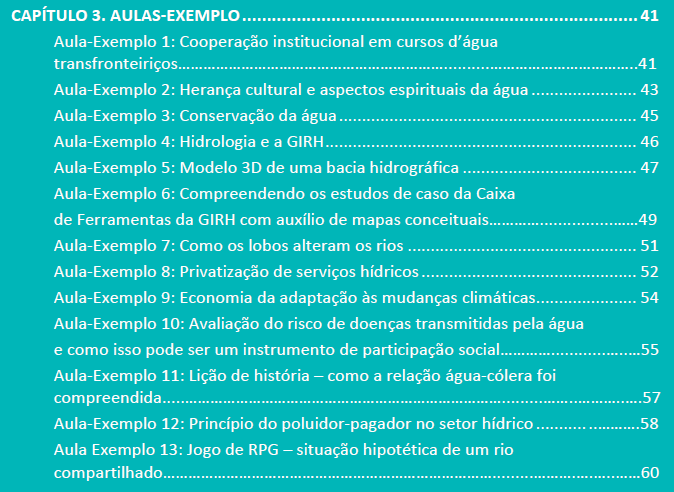 CAPÍTULO 3. AULAS-EXEMPLO........................................................................ 41
Aula-Exemplo 1: Cooperação institucional em cursos d’água
transfronteiriços…………………………………………………………………………………..41
Aula-Exemplo 2: Herança cultural e aspectos espirituais da água ................... 43
Aula-Exemplo 3: Conservação da água ...................................................... 45
Aula-Exemplo 4: Hidrologia e a GIRH......................................................... 46
Aula-Exemplo 5: Modelo 3D de uma bacia hidrográfica ................................ 47
Aula-Exemplo 6: Compreendendo os estudos de caso da Caixa
de Ferramentas da GIRH com auxílio de mapas conceituais……………..............……49
Aula-Exemplo 7: Como os lobos alteram os rios .......................................... 51
Aula-Exemplo 8: Privatização de serviços hídricos ....................................... 52
Aula-Exemplo 9: Economia da adaptação às mudanças climáticas................... 54
Aula-Exemplo 10: Avaliação do risco de doenças transmitidas pela água
e como isso pode ser um instrumento de participação social…………..............……55
Aula-Exemplo 11: Lição de história – como a relação água-cólera foi
compreendida.....…………………………………………………………………………………57
Aula-Exemplo 12: Princípio do poluidor-pagador no setor hídrico .......... ....……….58
Aula Exemplo 13: Jogo de RPG – situação hipotética de um rio
compartilhado……………………………………………………………………………………60